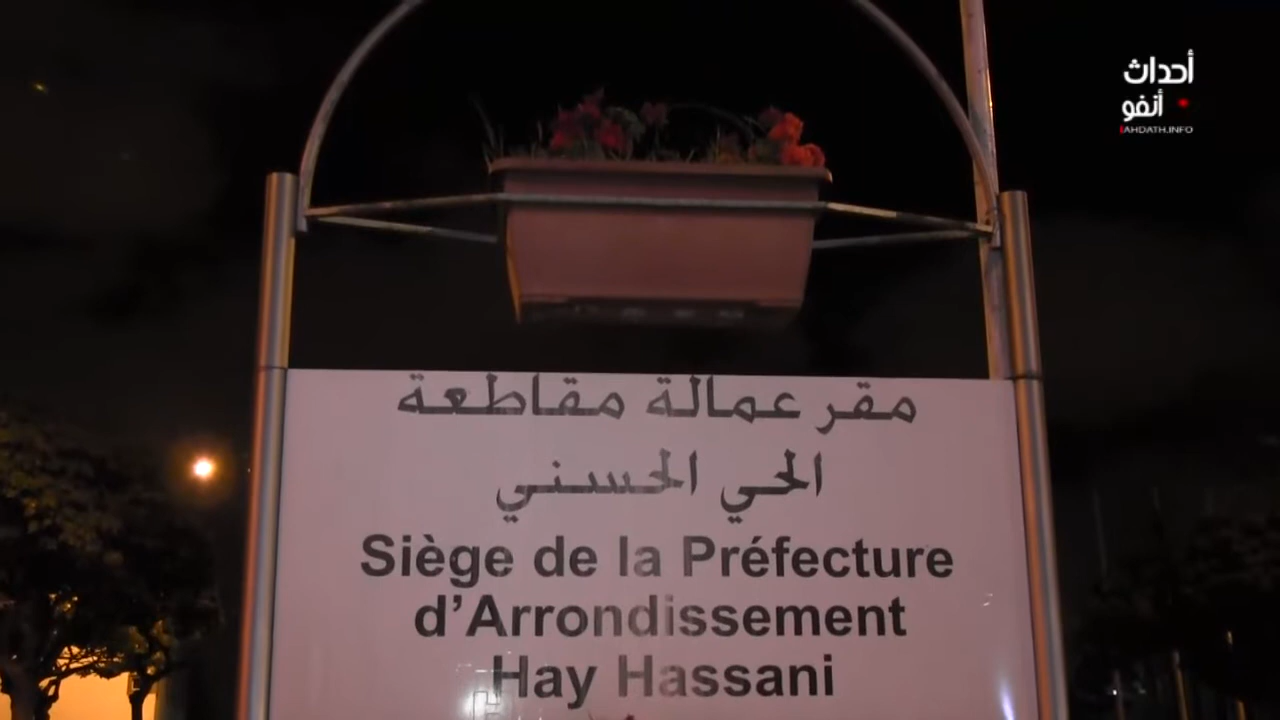 أحداث
أنفو
AHDATH.INFO
مقر عمالة مقاطعة
الحي الحسني
Siège de la Préfecture
d’Arrondissement
Hay Hassani